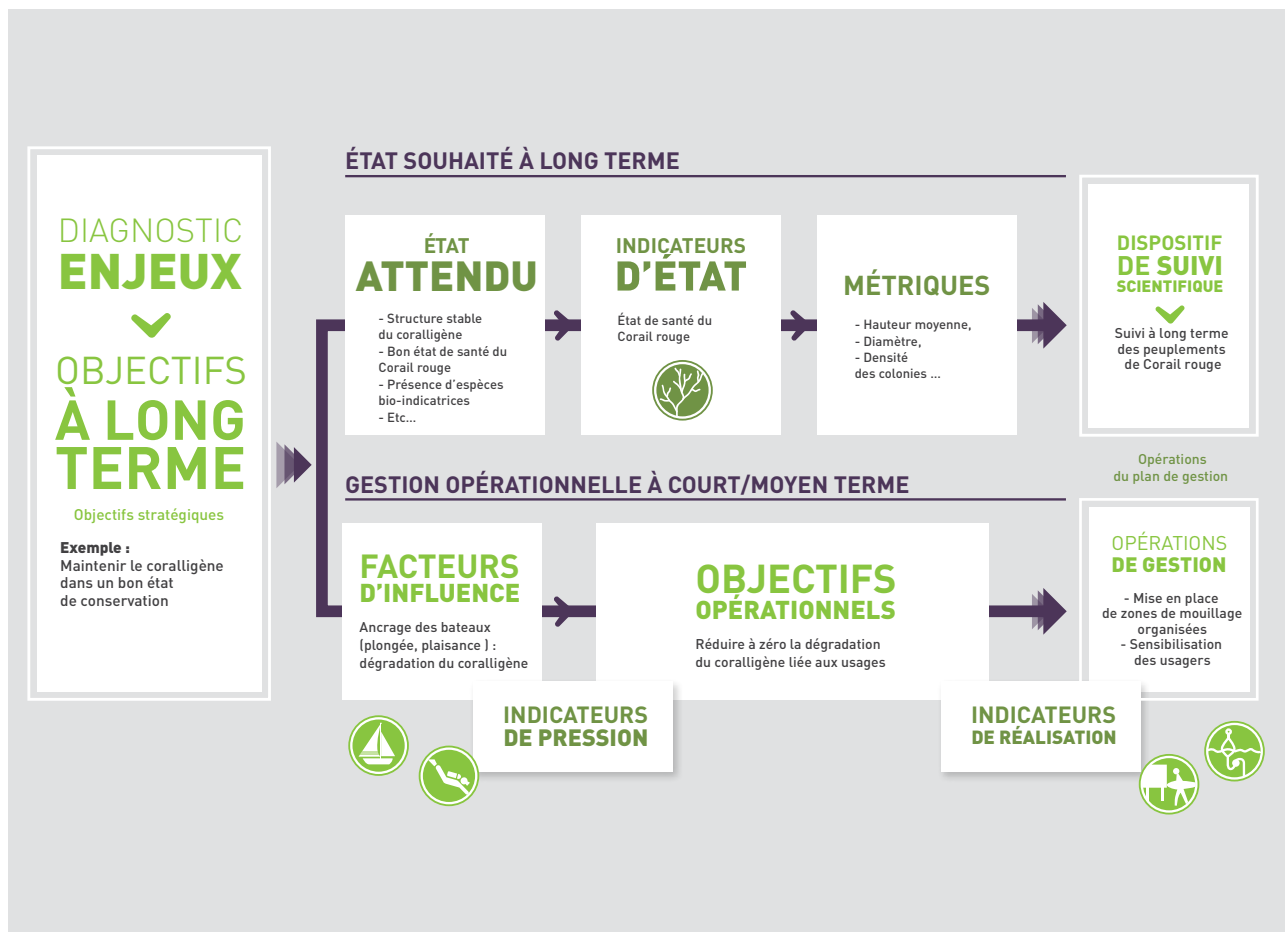 DIAGNOSTIC
ENJEUX
OBJECTIFS
À LONG
TERME
Objectifs stratégiques
Exemple :
Maintenir le coralligène
dans un bon état
de conservation
ÉTAT SOUHAITÉ À LONG TERME
ÉTAT
ATTENDU
- Structure stable
du coralligène
- Bon état de santé du
Corail rouge
- Présence d'espèces
bio-indicatrices
- Etc...
INDICATEURS
D'ÉTAT
État de santé du
Corail rouge
MÉTRIQUES
- Hauteur moyenne,
- Diamètre,
- Densité
des colonies ...
DISPOSITIF
DE SUIVI
SCIENTIFIQUE
Suivi à long terme
des peuplements
de Corail rouge
Opérations
du plan de gestion
GESTION OPÉRATIONNELLE À COURT/MOYEN TERME
FACTEURS
D'INFLUENCE
Ancrage des bateaux
(plongée, plaisance ) :
dégradation du coralligène
INDICATEURS
DE PRESSION
OBJECTIFS
OPÉRATIONNELS
Réduire à zéro la dégradation
du coralligène liée aux usages
INDICATEURS
DE RÉALISATION
OPÉRATIONS
DE GESTION
- Mise en place
de zones de mouillage
organisées
- Sensibilisation
des usagers